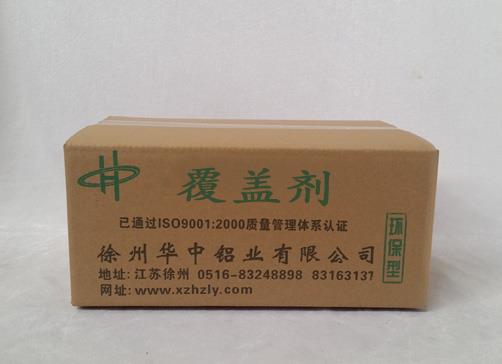 覆盖剂
已通过ISO9001:2000质量管理体系认证
徐州华中铝业有限公司
地址:江苏徐州 0516-83248898 83163137
网址:www.xzhzly.com
环保型